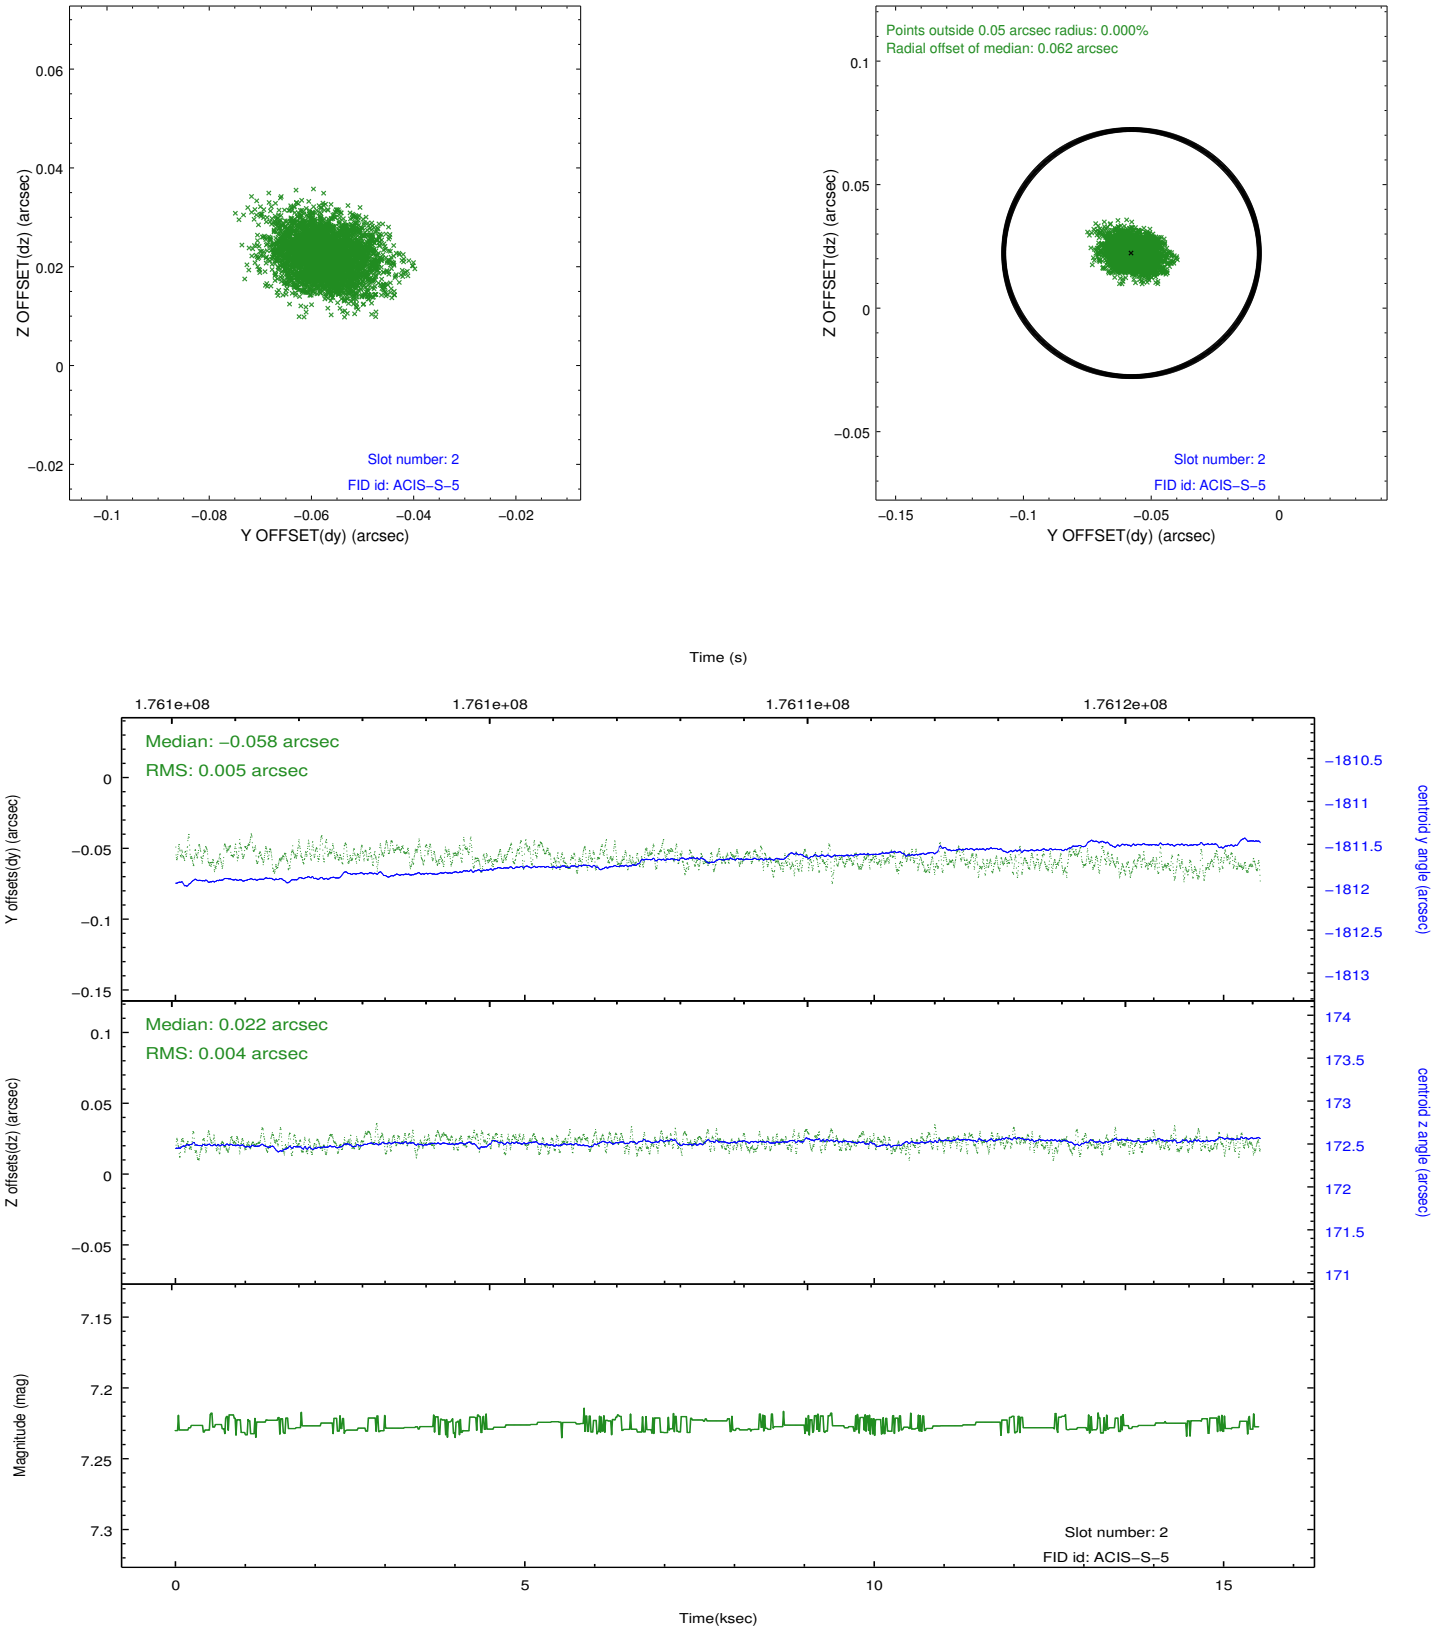 0.06
0.04
0.02
0
−0.02
−0.1
−0.08
−0.06
−0.04
−0.02
Z OFFSET(dz) (arcsec)
Y OFFSET(dy) (arcsec)
Slot number: 2
FID id: ACIS−S−5
Points outside 0.05 arcsec radius: 0.000%
Radial offset of median: 0.062 arcsec
0.1
0.05
0
−0.05
−0.15
−0.1
−0.05
0
Z OFFSET(dz) (arcsec)
Y OFFSET(dy) (arcsec)
Slot number: 2
FID id: ACIS−S−5
Time (s)
1.761e+08
1.761e+08
1.7611e+08
1.7612e+08
Median: −0.058 arcsec
RMS: 0.005 arcsec
0
−0.05
−0.1
−0.15
Y offsets(dy) (arcsec)
−1810.5
−1811
−1811.5
−1812
−1812.5
−1813
centroid y angle (arcsec)
Median: 0.022 arcsec
RMS: 0.004 arcsec
0.1
0.05
0
−0.05
Z offsets(dz) (arcsec)
174
173.5
173
172.5
172
171.5
171
centroid z angle (arcsec)
7.15
7.2
7.25
7.3
Magnitude (mag)
Slot number: 2
FID id: ACIS−S−5
0
5
10
15
Time(ksec)